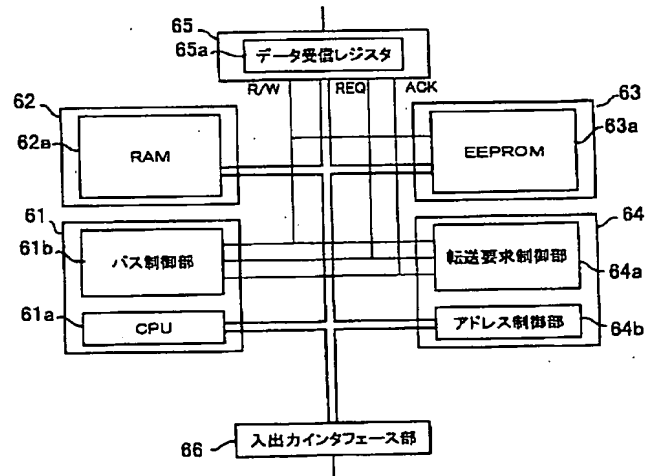 65
65a
データ受信レジスタ
R/W
REQ
ACK
62
62a
RAM
63
63a
EEPROM
61
61b
バス制御部
61a
CPU
64
転送要求制御部
64a
アドレス制御部
64b
入出力インタフェース部
66